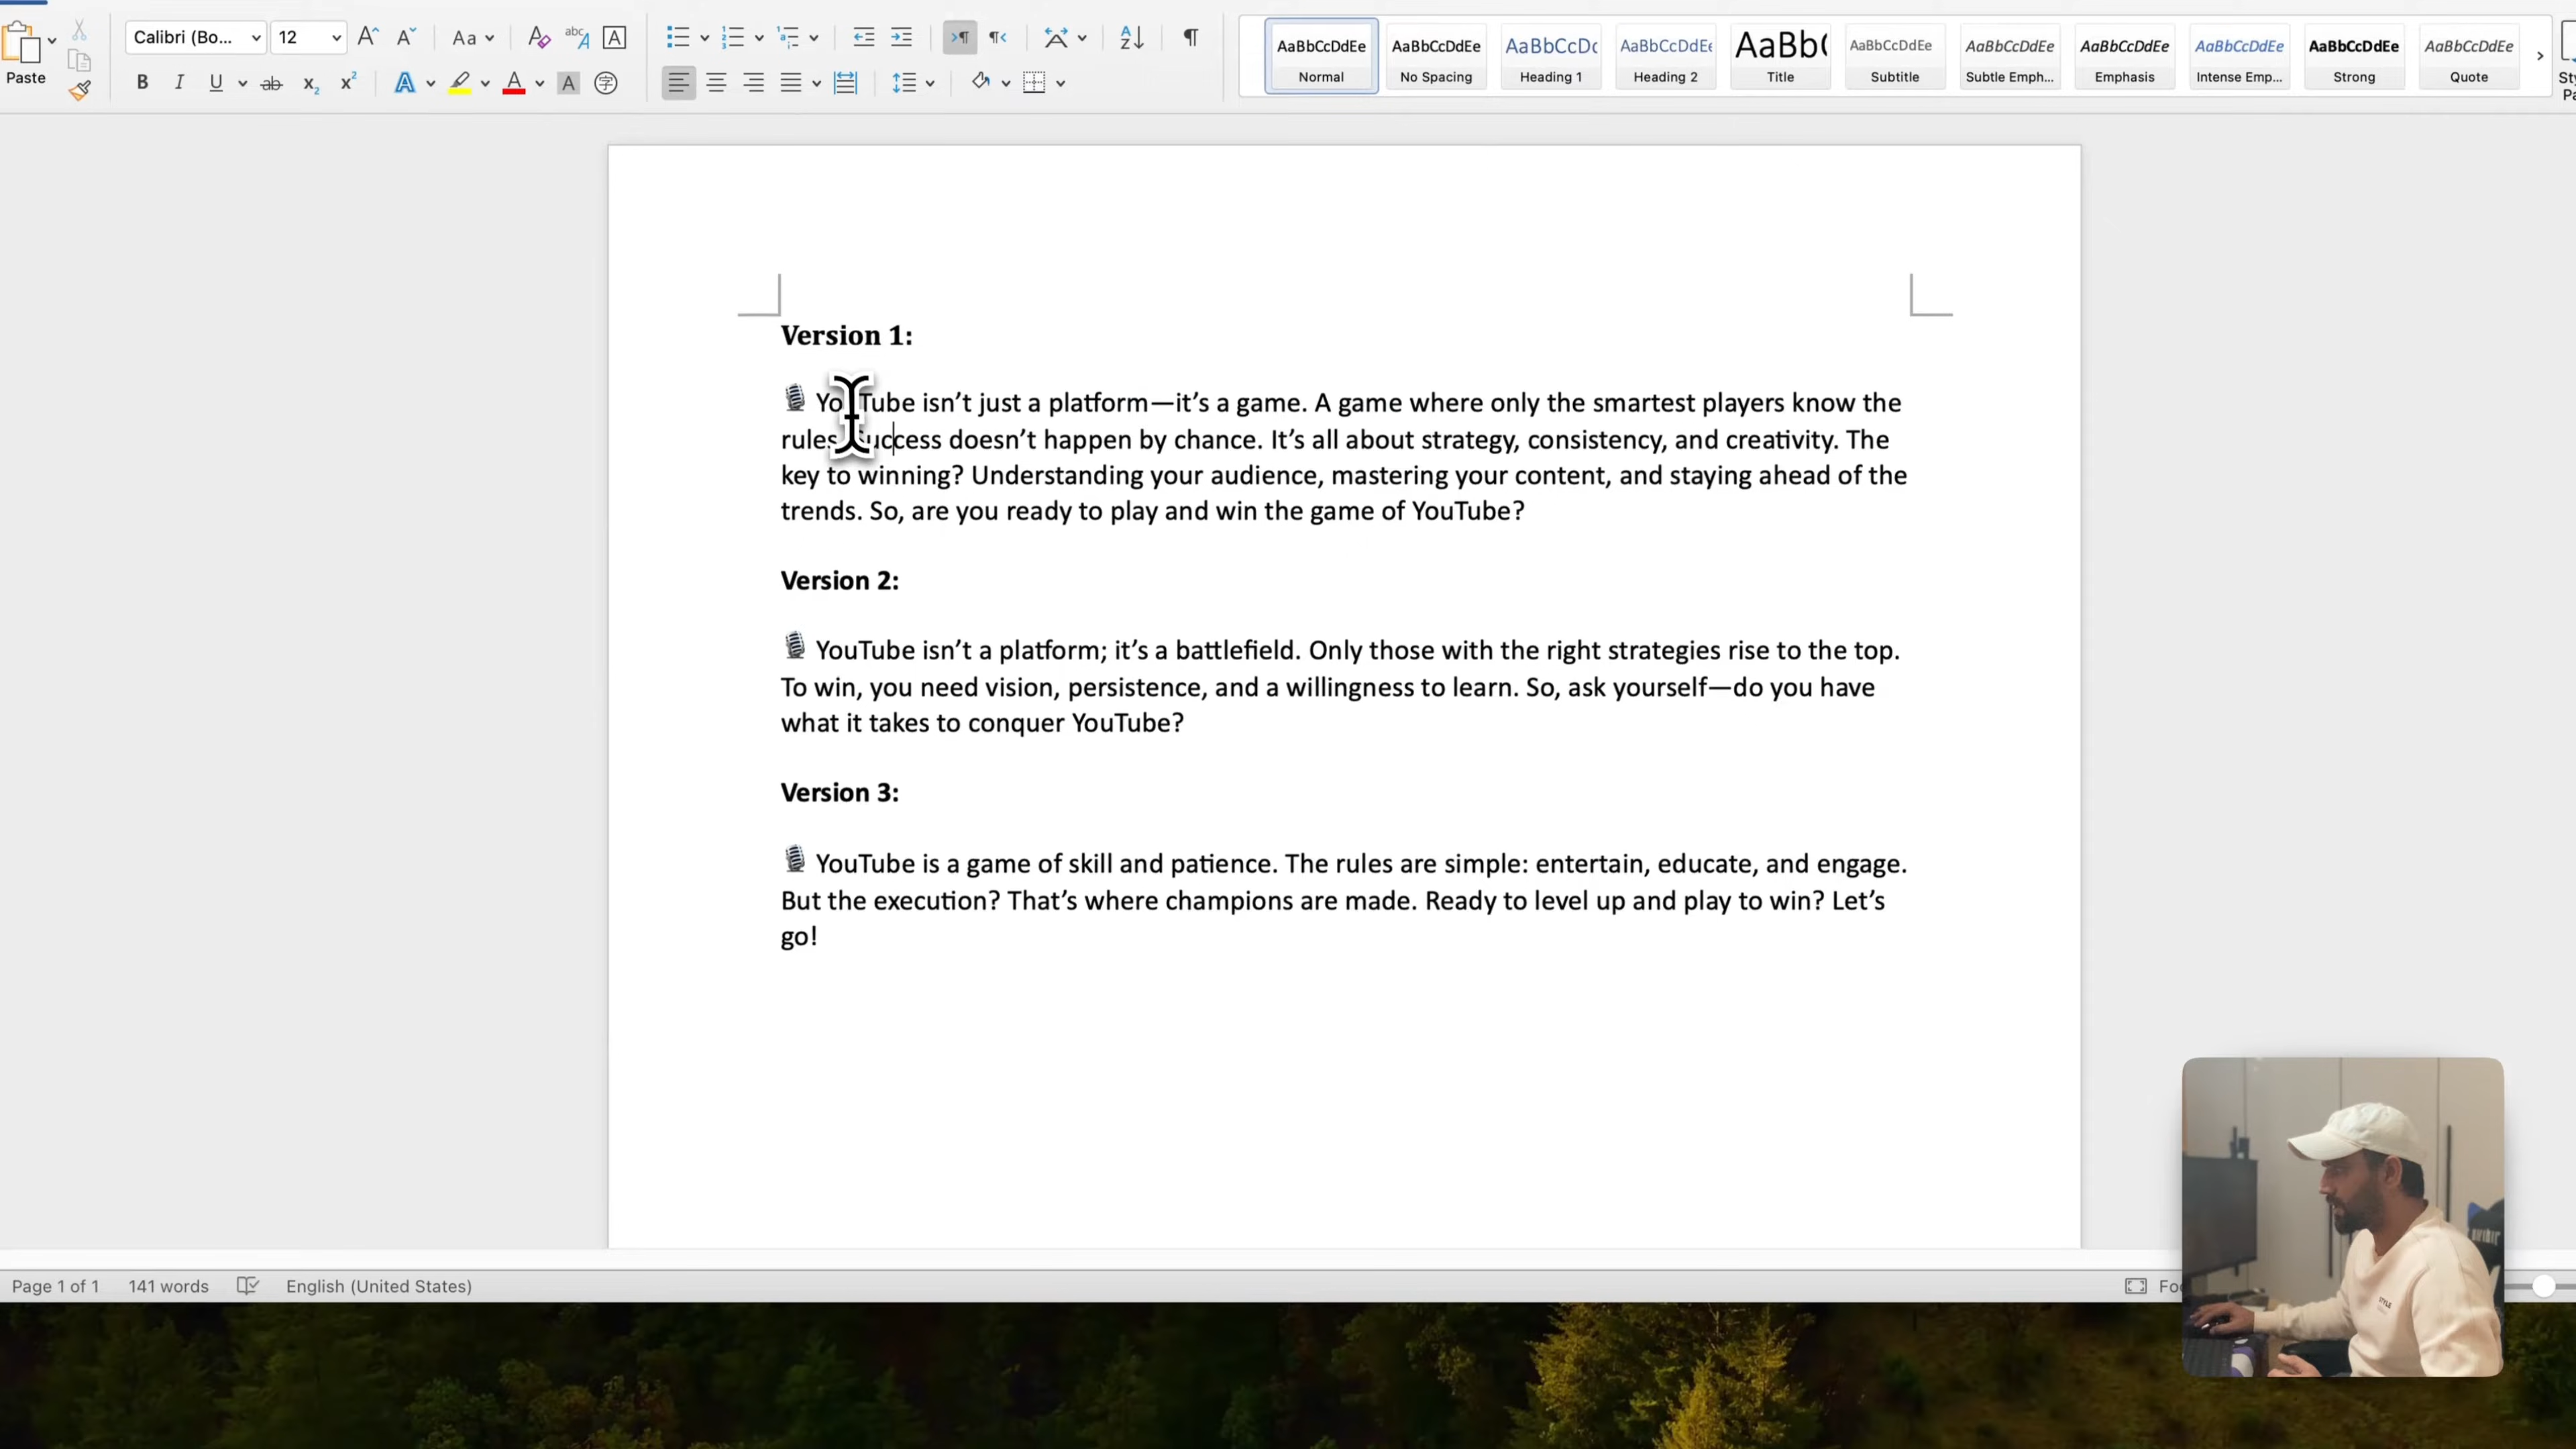 Calibri (Bo... 12 Aa A
Paste
B I U ab x₂ x² A A A 字
AaBbCcDdEe AaBbCcDdEe AaBbCcDc AaBbCcDdEe AaBb( AaBbCcDdEe AaBbCcDdEe AaBbCcDdEe AaBbCcDdEe AaBbCcDdEe AaBbCcDdEe
Normal No Spacing Heading 1 Heading 2 Title Subtitle Subtle Emph... Emphasis Intense Emp... Strong Quote
Version 1:
🎙 YouTube isn’t just a platform—it’s a game. A game where only the smartest players know the
rules. Success doesn’t happen by chance. It’s all about strategy, consistency, and creativity. The
key to winning? Understanding your audience, mastering your content, and staying ahead of the
trends. So, are you ready to play and win the game of YouTube?
Version 2:
🎙 YouTube isn’t a platform; it’s a battlefield. Only those with the right strategies rise to the top.
To win, you need vision, persistence, and a willingness to learn. So, ask yourself—do you have
what it takes to conquer YouTube?
Version 3:
🎙 YouTube is a game of skill and patience. The rules are simple: entertain, educate, and engage.
But the execution? That’s where champions are made. Ready to level up and play to win? Let’s
go!
Page 1 of 1 141 words English (United States)
STYLE